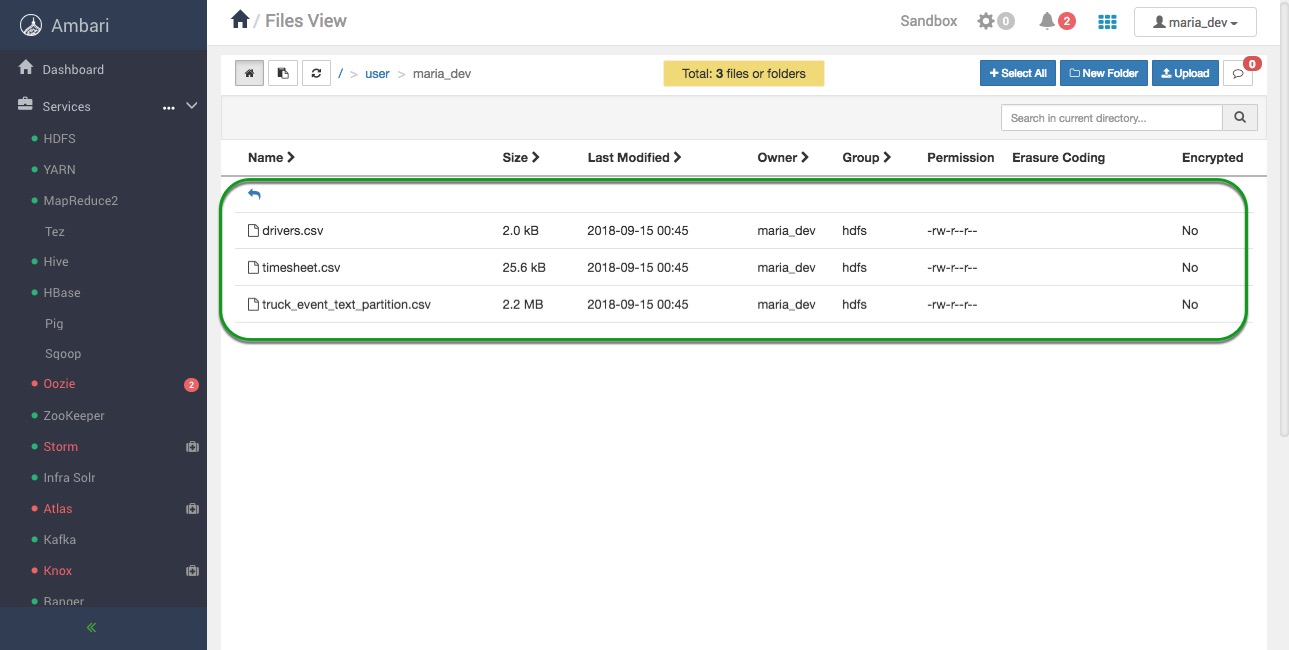 Ambari
/ Files View
Sandbox 0 2 maria_dev
Dashboard
Services ...
HDFS
YARN
MapReduce2
Tez
Hive
HBase
Pig
Sqoop
Oozie 2
ZooKeeper
Storm
Infra Solr
Atlas
Kafka
Knox
Ranger
«
/ > user > maria_dev
Total: 3 files or folders
+ Select All New Folder Upload 0
Search in current directory...
Name Size Last Modified Owner Group Permission Erasure Coding Encrypted
drivers.csv 2.0 kB 2018-09-15 00:45 maria_dev hdfs -rw-r--r-- No
timesheet.csv 25.6 kB 2018-09-15 00:45 maria_dev hdfs -rw-r--r-- No
truck_event_text_partition.csv 2.2 MB 2018-09-15 00:45 maria_dev hdfs -rw-r--r-- No